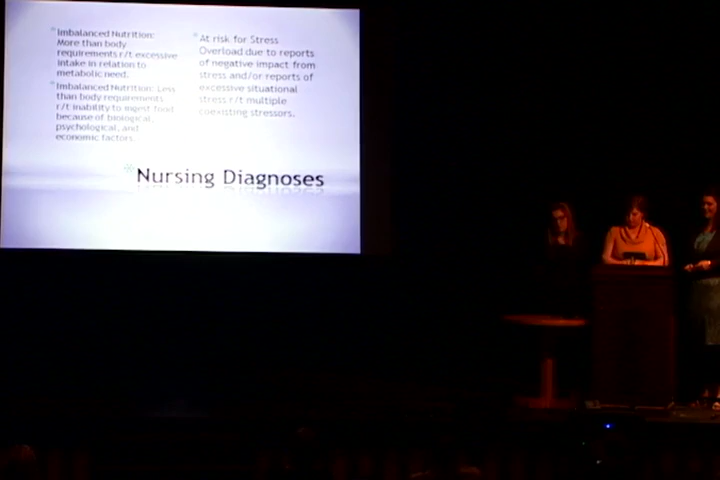 * Imbalanced Nutrition:
More than body
requirements r/t excessive
intake in relation to
metabolic need.
* Imbalanced Nutrition: Less
than body requirements
r/t inability to ingest food
because of biological,
psychological, and
economic factors.
* At risk for Stress
Overload due to reports
of negative impact from
stress and/or reports of
excessive situational
stress r/t multiple
coexisting stressors.
* Nursing Diagnoses